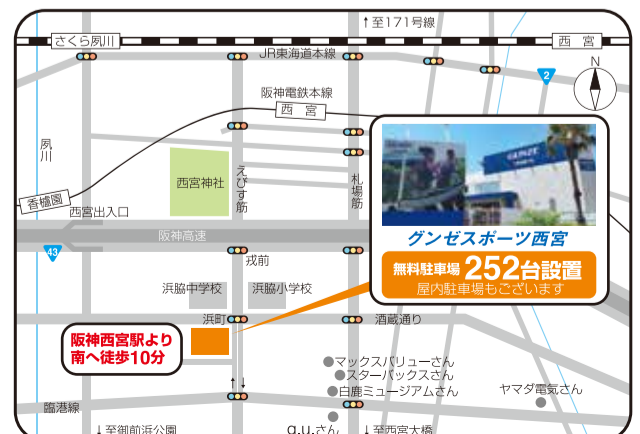 ↑至171号線
さくら夙川
西 宮
JR東海道本線
N
2
阪神電鉄本線
西 宮
夙川
西宮神社
えびす筋
札場筋
香櫨園
西宮出入口
GUNZE
グンゼスポーツ西宮
阪神高速
43
戎前
無料駐車場 252台設置
屋内駐車場もございます
浜脇中学校
浜脇小学校
浜町
酒蔵通り
阪神西宮駅より
南へ徒歩10分
マックスバリューさん
スターバックスさん
白鹿ミュージアムさん
ヤマダ電気さん
↑↓
臨港線
↓至御前浜公園
g.u.さん
↓至西宮大橋